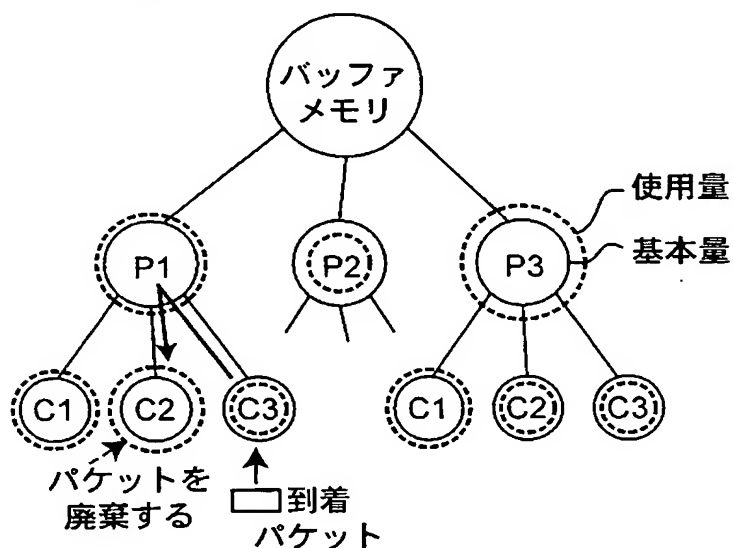 バッファ
メモリ
使用量
基本量
P1
P2
P3
C1
C2
C3
C1
C2
C3
パケットを
廃棄する
到着
パケット